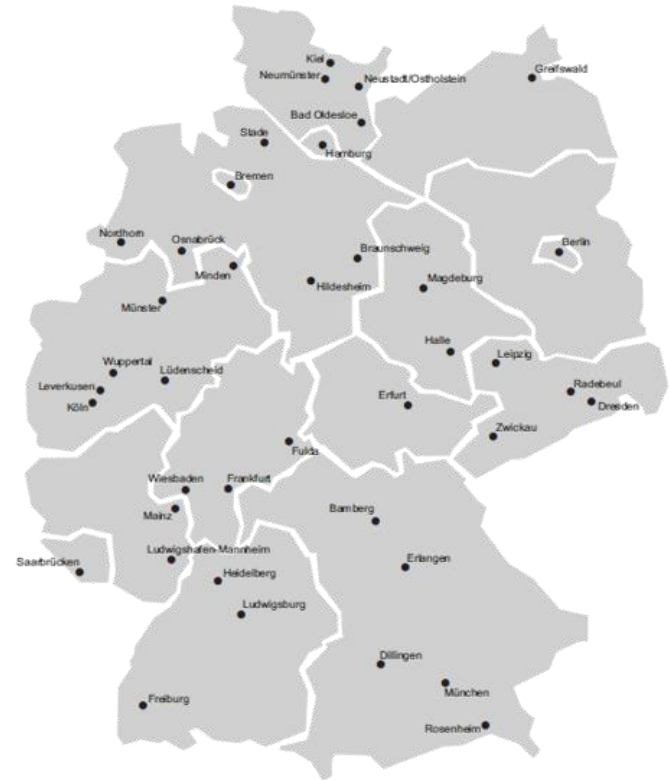 Kiel
Neumünster
Neustadt/Ostholstein
Greifswald
Bad Oldesloe
Stade
Hamburg
Bremen
Nordhorn
Osnabrück
Braunschweig
Berlin
Minden
Magdeburg
Hildesheim
Münster
Halle
Leipzig
Wuppertal
Lüdenscheid
Leverkusen
Radebeul
Köln
Erfurt
Dresden
Zwickau
Fulda
Wiesbaden
Frankfurt
Mainz
Bamberg
Ludwigshafen-Mannheim
Saarbrücken
Erlangen
Heidelberg
Ludwigsburg
Dillingen
München
Freiburg
Rosenheim